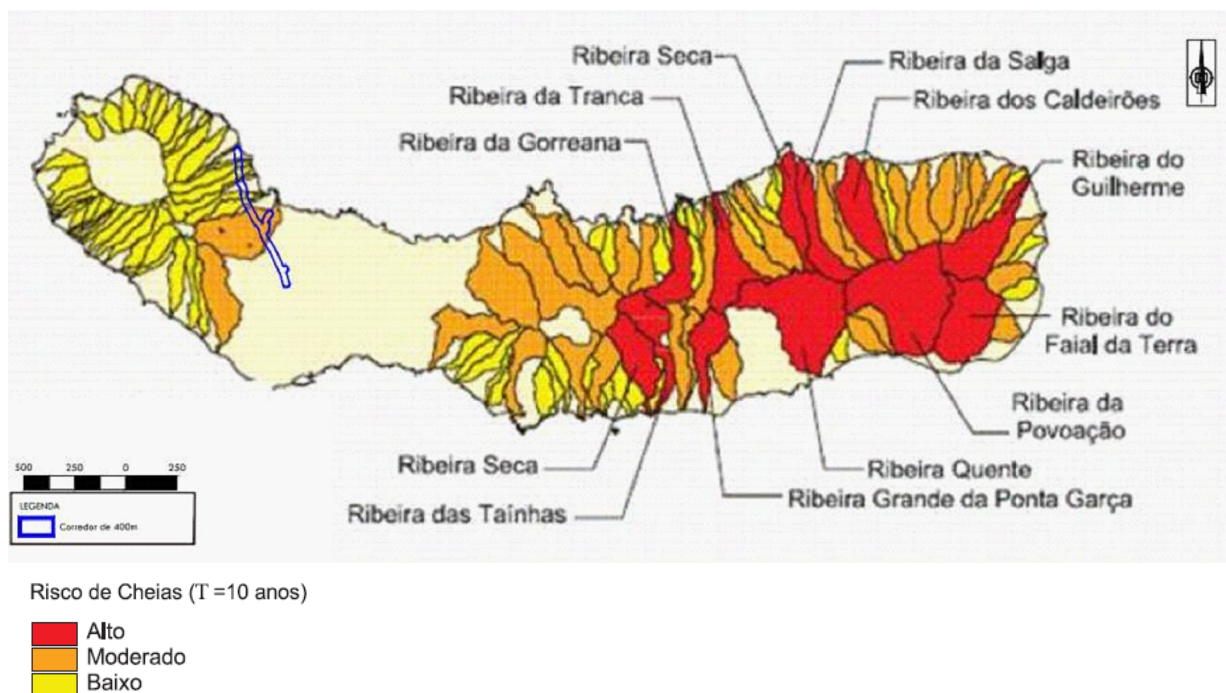 Ribeira Seca
Ribeira da Salga
Ribeira da Tranca
Ribeira dos Caldeirões
Ribeira da Gorreana
Ribeira do
Guilherme
Ribeira do
Faial da Terra
Ribeira da
Povoação
Ribeira Seca
Ribeira Quente
Ribeira Grande da Ponta Garça
Ribeira das Taínhas
500 250 0 250
LEGENDA
Corredor de 400m
Risco de Cheias (T =10 anos)
Alto
Moderado
Baixo